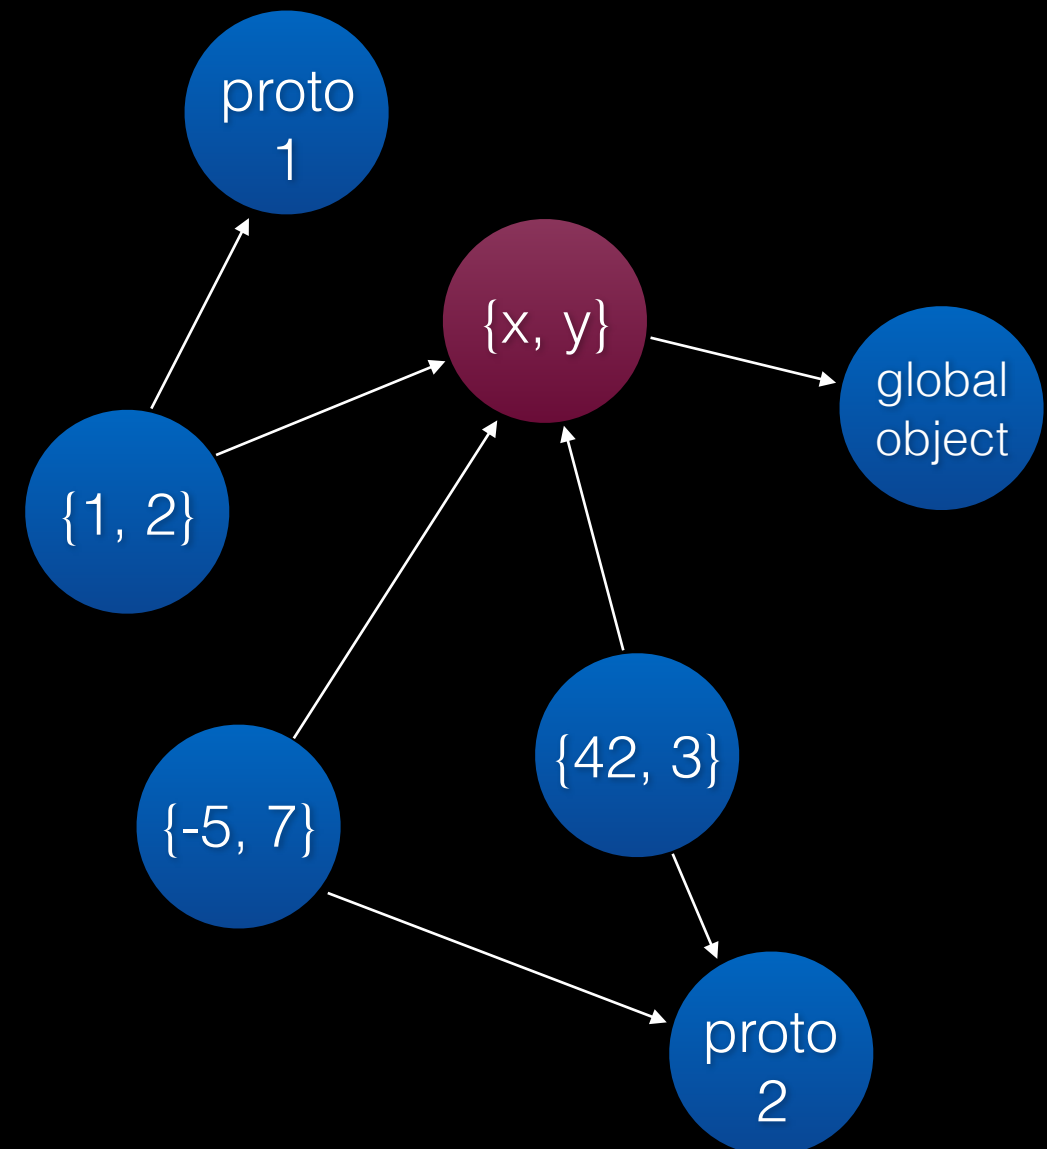 proto
1
{x, y}
global
object
{1, 2}
{42, 3}
{-5, 7}
proto
2